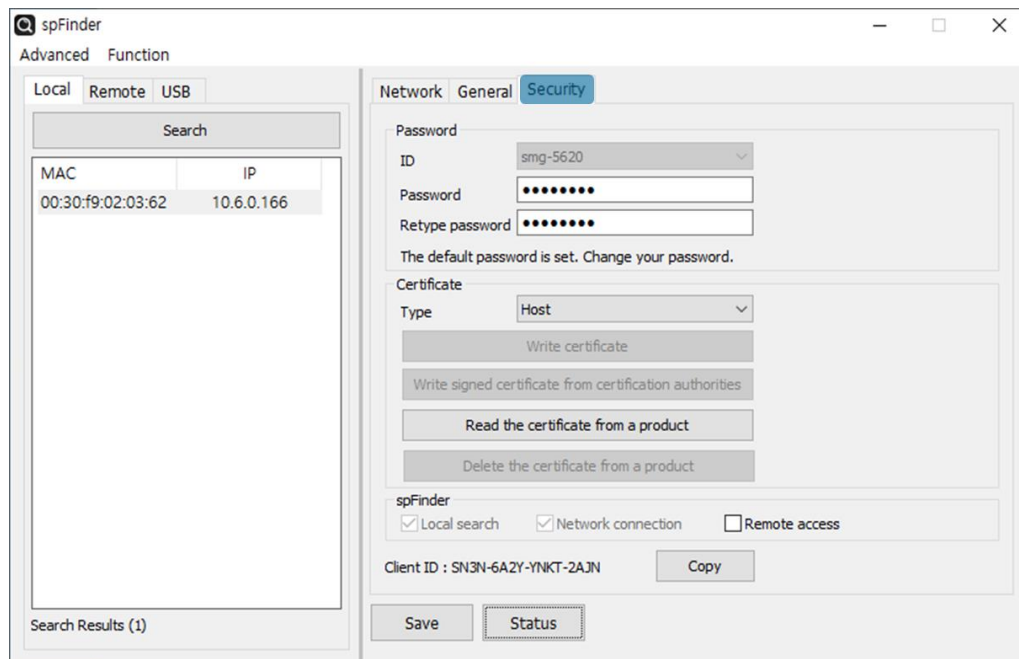 spFinder
Advanced Function
Local Remote USB
Search
MAC IP
00:30:f9:02:03:62 10.6.0.166
Search Results (1)
Network General Security
Password
ID smg-5620
Password ●●●●●●●●
Retype password ●●●●●●●●
The default password is set. Change your password.
Certificate
Type Host
Write certificate
Write signed certificate from certification authorities
Read the certificate from a product
Delete the certificate from a product
spFinder
Local search Network connection Remote access
Client ID : SN3N-6A2Y-YNKT-2AJN Copy
Save Status